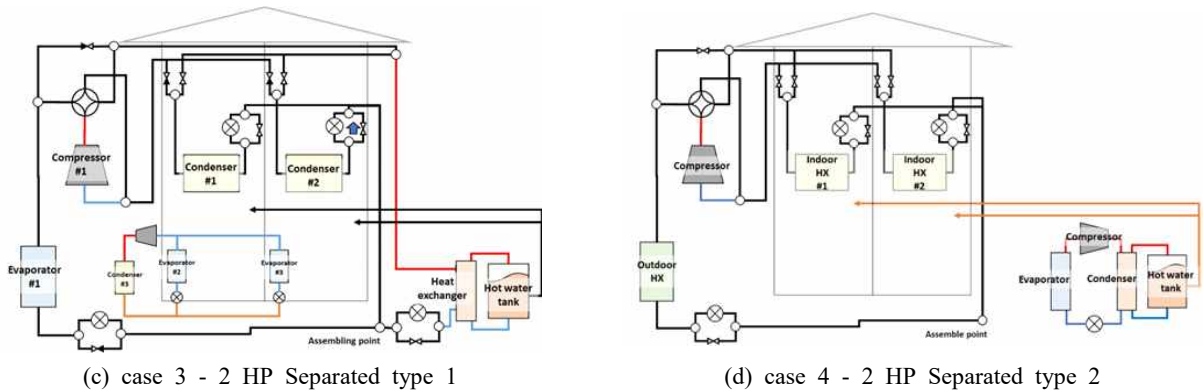 Compressor
#1
Condenser
#1
Condenser
#2
Evaporator
#1
Condenser
#3
Evaporator
#2
Evaporator
#3
Heat
exchanger
Hot water
tank
Assembling point
(c) case 3 - 2 HP Separated type 1
Compressor
Indoor
HX
#1
Indoor
HX
#2
Outdoor
HX
Compressor
Evaporator
Condenser
Hot water
tank
Assemble point
(d) case 4 - 2 HP Separated type 2